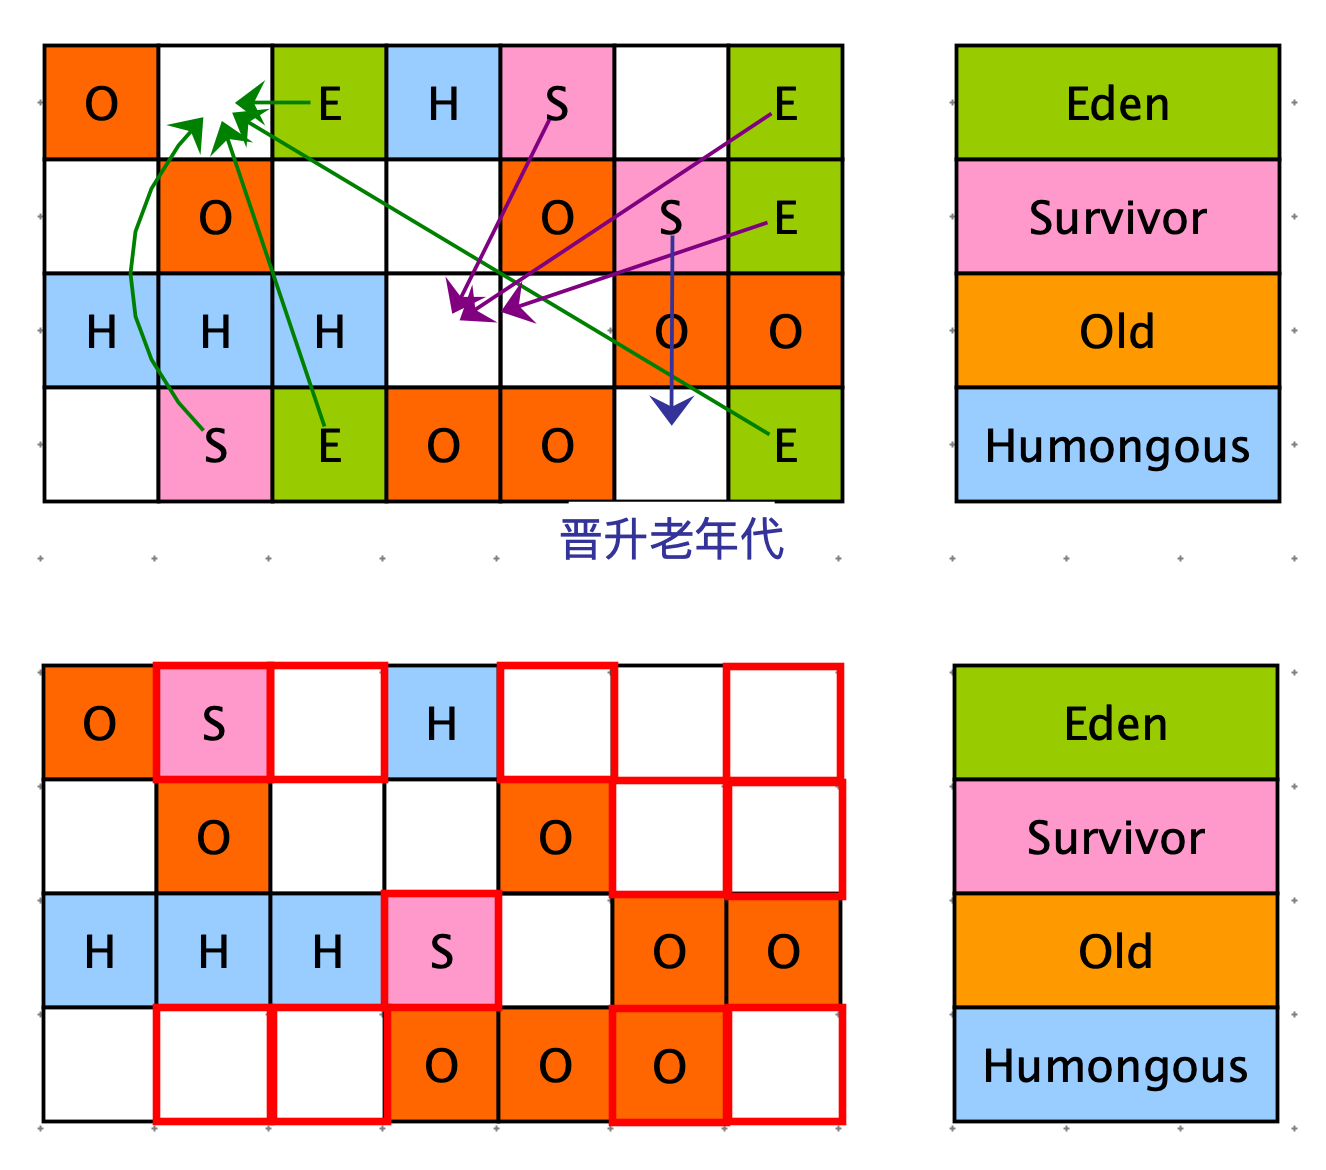 O E H S E
O O S E
H H H O O
S E O O E
晋升老年代
Eden
Survivor
Old
Humongous
O S H
O O
H H H S O O
O O O
Eden
Survivor
Old
Humongous